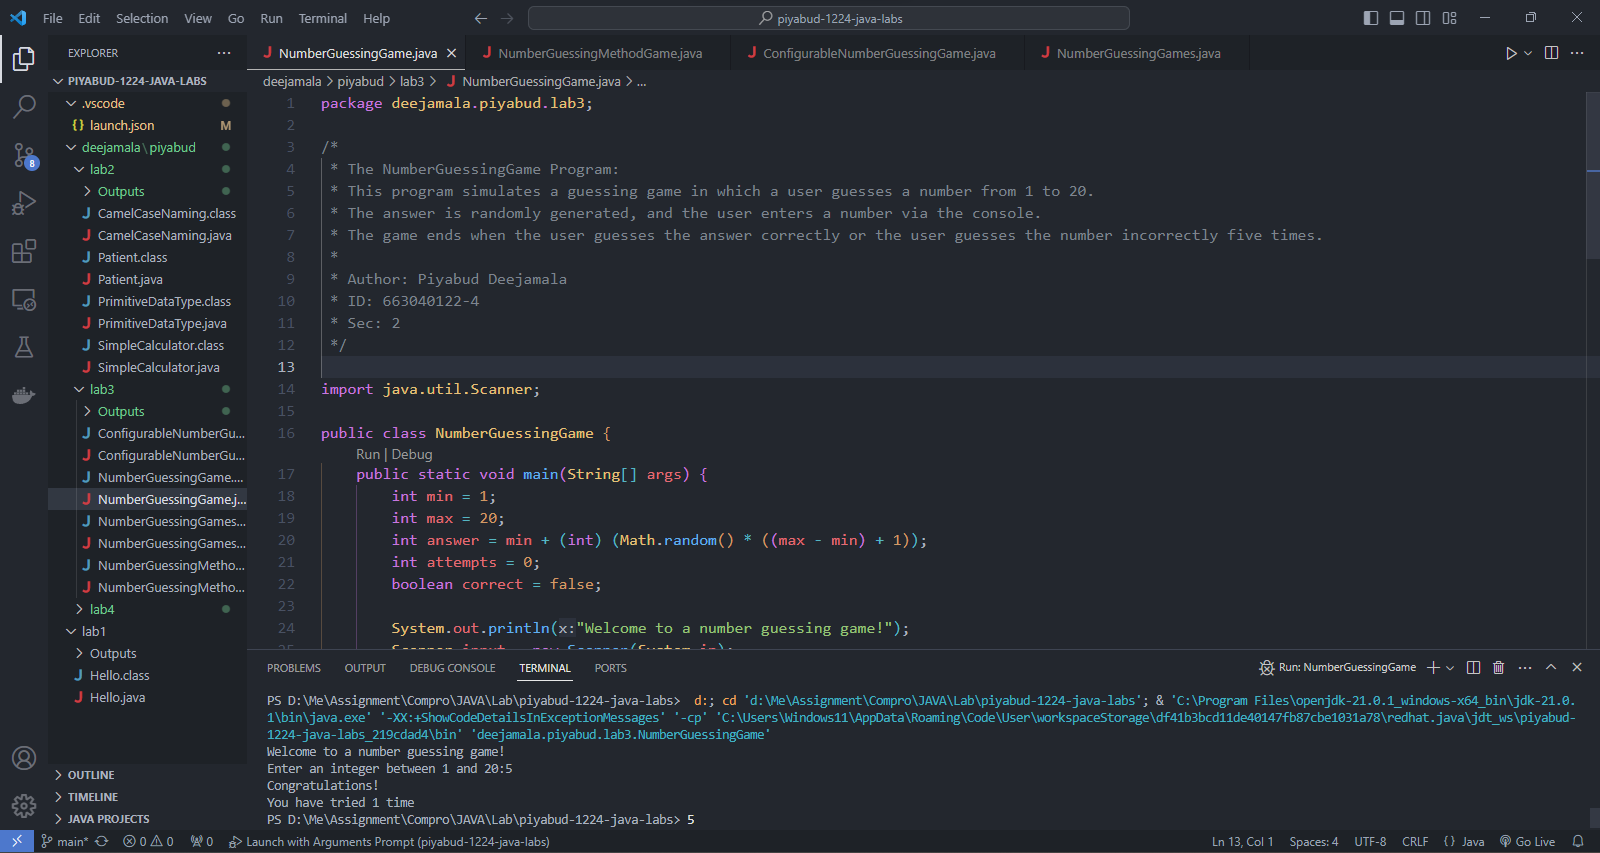 File Edit Selection View Go Run Terminal Help
piyabud-1224-java-labs
EXPLORER
PIYABUD-1224-JAVA-LABS
.vscode
{} launch.json M
deejamala\piyabud
lab2
Outputs
J CamelCaseNaming.class
J CamelCaseNaming.java
J Patient.class
J Patient.java
J PrimitiveDataType.class
J PrimitiveDataType.java
J SimpleCalculator.class
J SimpleCalculator.java
lab3
Outputs
J ConfigurableNumberGu...
J ConfigurableNumberGu...
J NumberGuessingGame....
J NumberGuessingGame.j...
J NumberGuessingGames...
J NumberGuessingGames...
J NumberGuessingMetho...
J NumberGuessingMetho...
lab4
lab1
Outputs
J Hello.class
J Hello.java
OUTLINE
TIMELINE
JAVA PROJECTS
8
J NumberGuessingGame.java J NumberGuessingMethodGame.java J ConfigurableNumberGuessingGame.java J NumberGuessingGames.java
deejamala > piyabud > lab3 > J NumberGuessingGame.java > ...
1 package deejamala.piyabud.lab3;
2
3 /*
4 * The NumberGuessingGame Program:
5 * This program simulates a guessing game in which a user guesses a number from 1 to 20.
6 * The answer is randomly generated, and the user enters a number via the console.
7 * The game ends when the user guesses the answer correctly or the user guesses the number incorrectly five times.
8 *
9 * Author: Piyabud Deejamala
10 * ID: 663040122-4
11 * Sec: 2
12 */
13
14 import java.util.Scanner;
15
16 public class NumberGuessingGame {
Run | Debug
17 public static void main(String[] args) {
18 int min = 1;
19 int max = 20;
20 int answer = min + (int) (Math.random() * ((max - min) + 1));
21 int attempts = 0;
22 boolean correct = false;
23
24 System.out.println(x:"Welcome to a number guessing game!");
25 Scanner input = new Scanner(System.in);
PROBLEMS OUTPUT DEBUG CONSOLE TERMINAL PORTS
Run: NumberGuessingGame
PS D:\Me\Assignment\Compro\JAVA\Lab\piyabud-1224-java-labs> d:; cd 'd:\Me\Assignment\Compro\JAVA\Lab\piyabud-1224-java-labs'; & 'C:\Program Files\openjdk-21.0.1_windows-x64_bin\jdk-21.0.
1\bin\java.exe' '-XX:+ShowCodeDetailsInExceptionMessages' '-cp' 'C:\Users\Windows11\AppData\Roaming\Code\User\workspaceStorage\df41b3bcd11de40147fb87cbe1031a78\redhat.java\jdt_ws\piyabud-
1224-java-labs_219cdad4\bin' 'deejamala.piyabud.lab3.NumberGuessingGame'
Welcome to a number guessing game!
Enter an integer between 1 and 20:5
Congratulations!
You have tried 1 time
PS D:\Me\Assignment\Compro\JAVA\Lab\piyabud-1224-java-labs> 5
main* 0 0 0 Launch with Arguments Prompt (piyabud-1224-java-labs) Ln 13, Col 1 Spaces: 4 UTF-8 CRLF {} Java Go Live